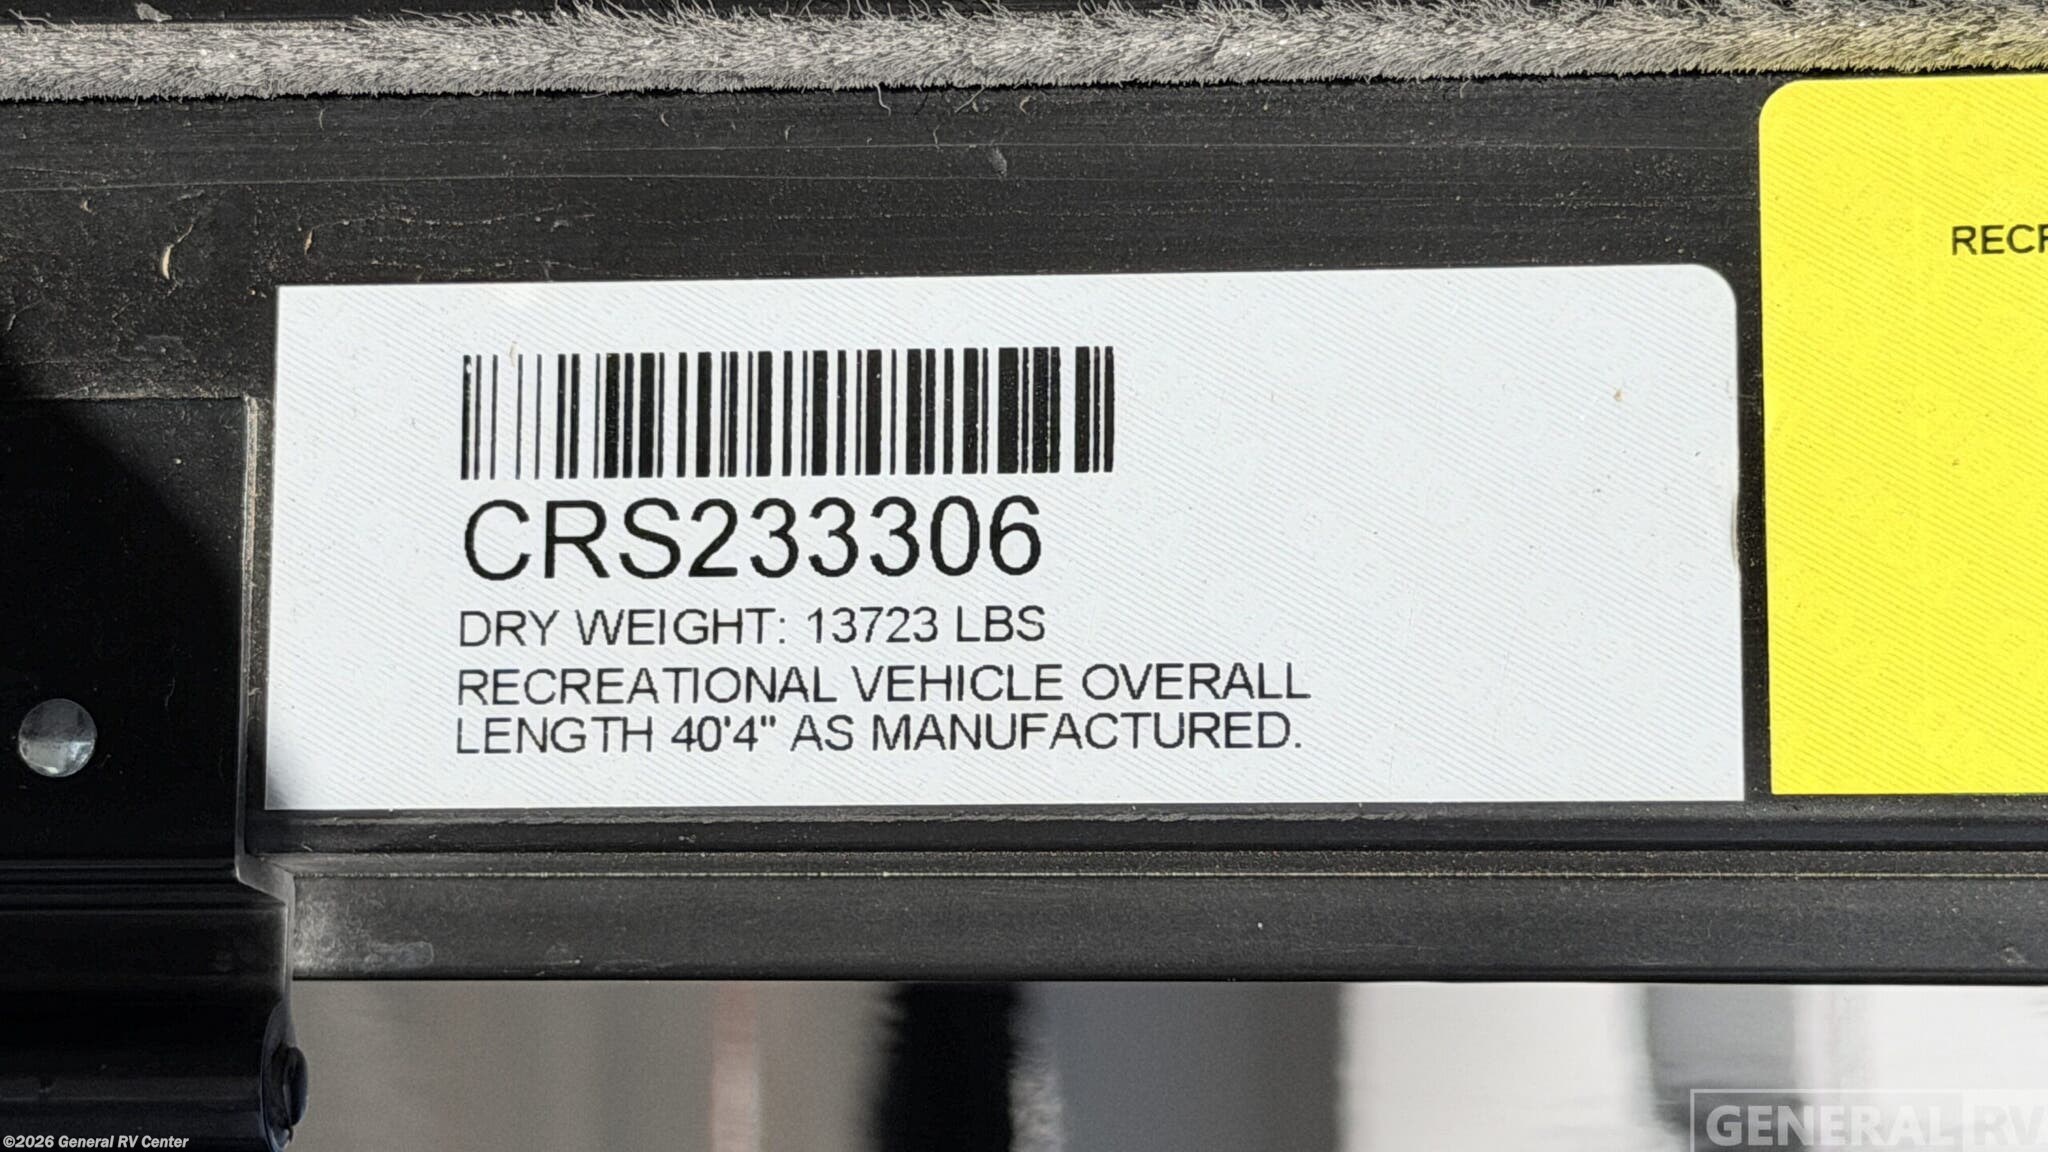 RECR
CRS233306
DRY WEIGHT: 13723 LBS
RECREATIONAL VEHICLE OVERALL
LENGTH 40'4" AS MANUFACTURED.
GENERAL RV
©2026 General RV Center